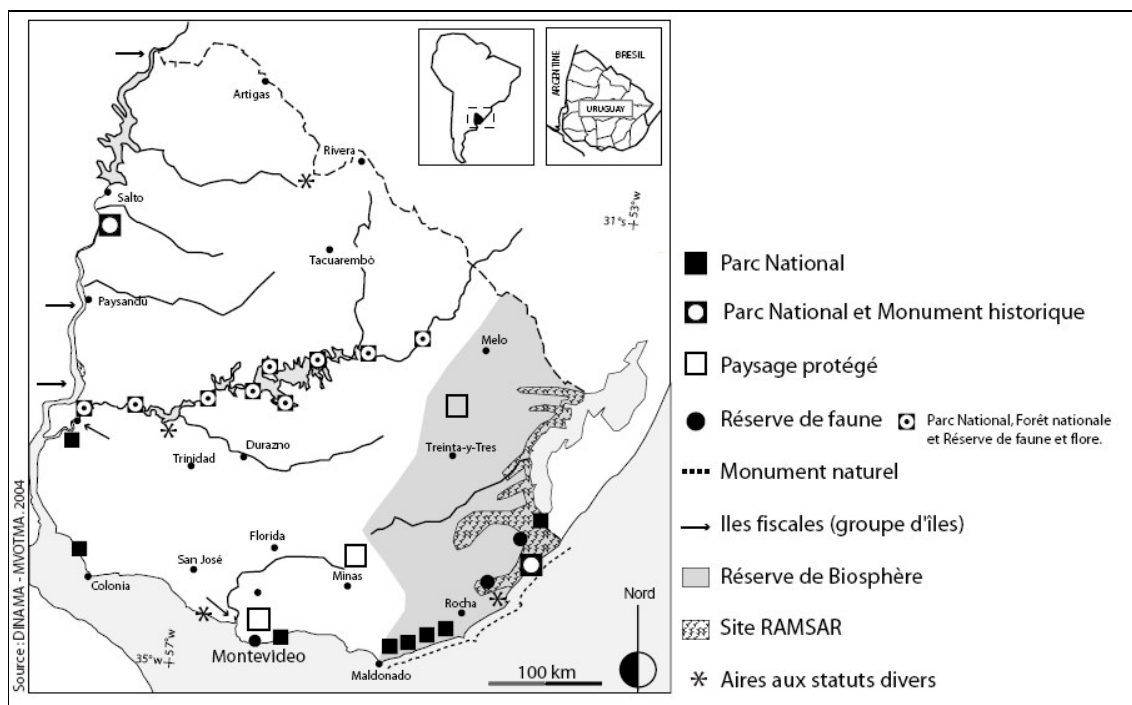 BRESIL
ARGENTINE
URUGUAY
Artigas
Rivera
Salto
31°s
53°w
Tacuarembò
Paysandu
Melo
Treinta-y-Tres
Durazno
Trinidad
Florida
San José
Minas
Colonia
Rocha
Nord
35°w
57°w
Montevideo
Maldonado
100 km
Source : DINAMA - MVOTMA. 2004
Parc National
Parc National et Monument historique
Paysage protégé
Réserve de faune
Parc National, Forêt nationale
et Réserve de faune et flore.
Monument naturel
Iles fiscales (groupe d'îles)
Réserve de Biosphère
Site RAMSAR
Aires aux statuts divers